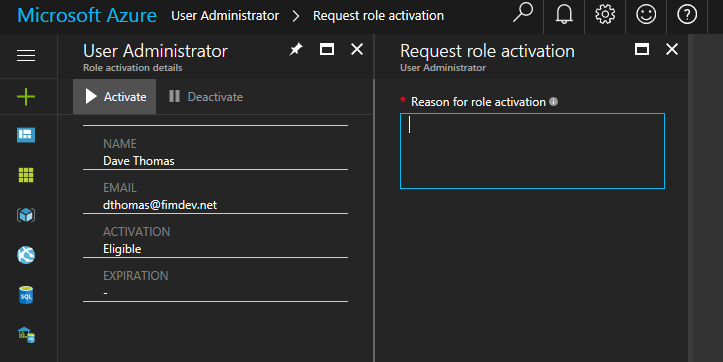 Microsoft Azure User Administrator > Request role activation
User Administrator
Role activation details
Activate Deactivate
NAME
Dave Thomas
EMAIL
dthomas@fimdev.net
ACTIVATION
Eligible
EXPIRATION
-
Request role activation
User Administrator
* Reason for role activation
SQL